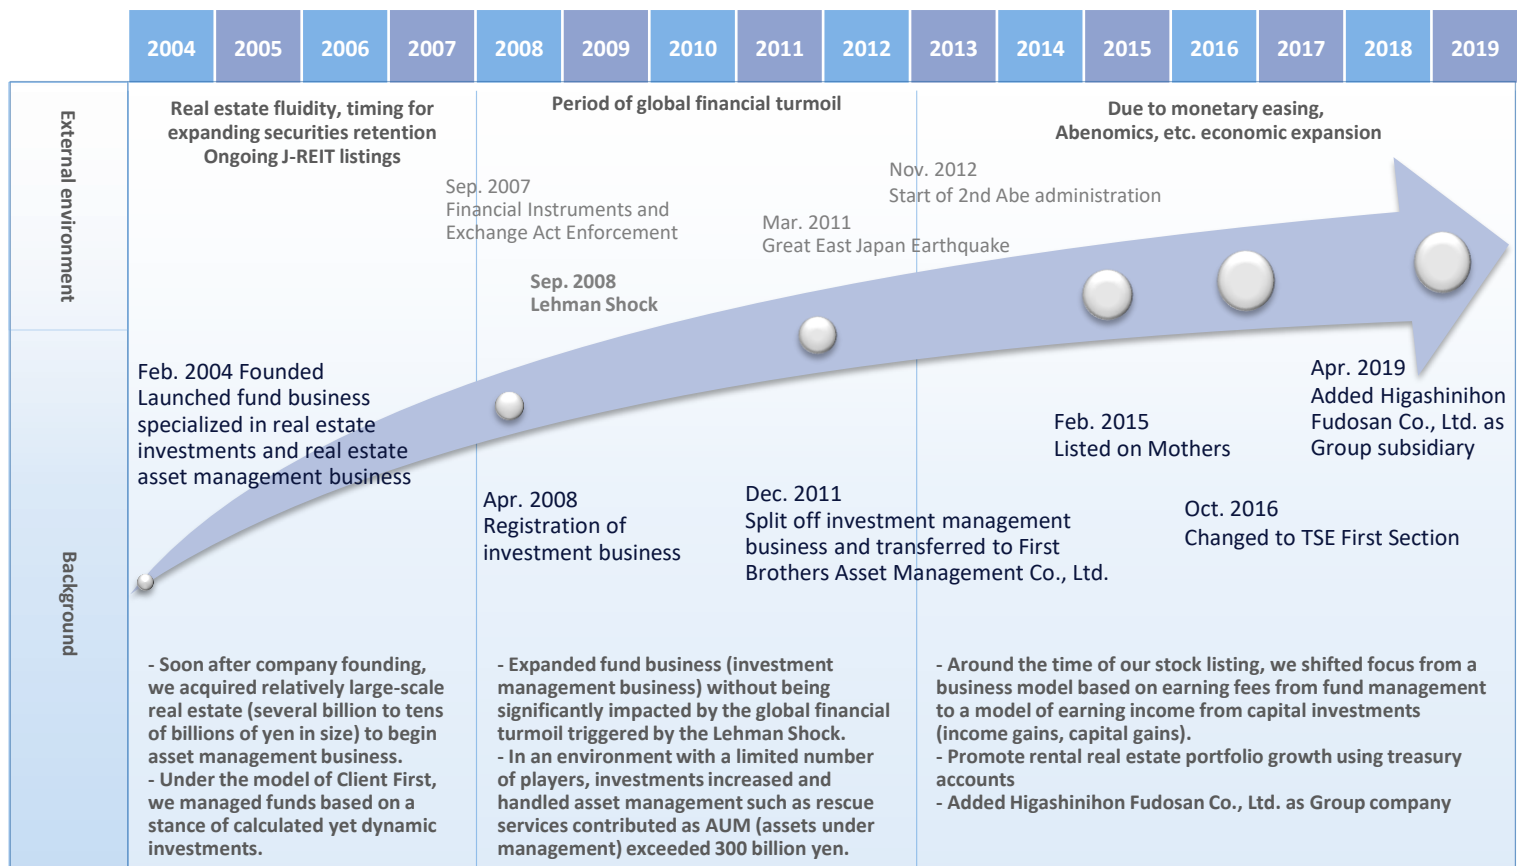 2004 2005 2006 2007 2008 2009 2010 2011 2012 2013 2014 2015 2016 2017 2018 2019
External environment
Real estate fluidity, timing for
expanding securities retention
Ongoing J-REIT listings
Period of global financial turmoil
Due to monetary easing,
Abenomics, etc. economic expansion
Sep. 2007
Financial Instruments and
Exchange Act Enforcement
Sep. 2008
Lehman Shock
Mar. 2011
Great East Japan Earthquake
Nov. 2012
Start of 2nd Abe administration
Background
Feb. 2004 Founded
Launched fund business
specialized in real estate
investments and real estate
asset management business
Apr. 2008
Registration of
investment business
Dec. 2011
Split off investment management
business and transferred to First
Brothers Asset Management Co., Ltd.
Feb. 2015
Listed on Mothers
Oct. 2016
Changed to TSE First Section
Apr. 2019
Added Higashinihon
Fudosan Co., Ltd. as
Group subsidiary
- Soon after company founding,
we acquired relatively large-scale
real estate (several billion to tens
of billions of yen in size) to begin
asset management business.
- Under the model of Client First,
we managed funds based on a
stance of calculated yet dynamic
investments.
- Expanded fund business (investment
management business) without being
significantly impacted by the global financial
turmoil triggered by the Lehman Shock.
- In an environment with a limited number
of players, investments increased and
handled asset management such as rescue
services contributed as AUM (assets under
management) exceeded 300 billion yen.
- Around the time of our stock listing, we shifted focus from a
business model based on earning fees from fund management
to a model of earning income from capital investments
(income gains, capital gains).
- Promote rental real estate portfolio growth using treasury
accounts
- Added Higashinihon Fudosan Co., Ltd. as Group company